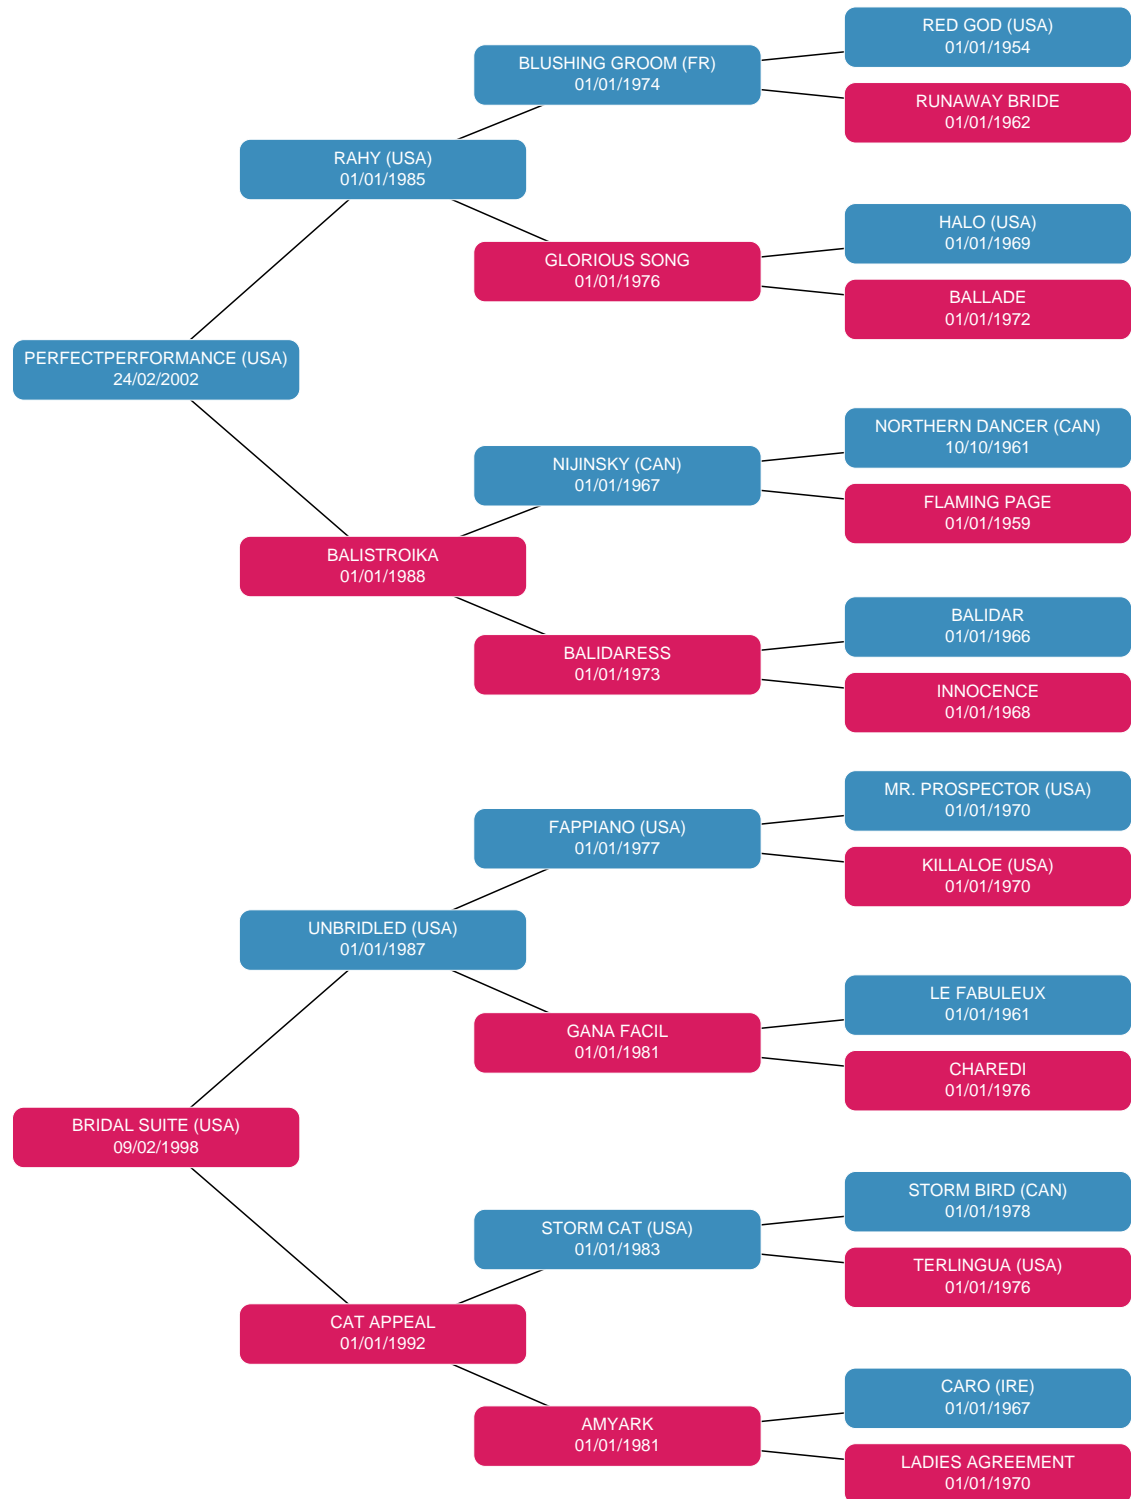 RED GOD (USA)
01/01/1954
BLUSHING GROOM (FR)
01/01/1974
RUNAWAY BRIDE
01/01/1962
RAHY (USA)
01/01/1985
HALO (USA)
01/01/1969
GLORIOUS SONG
01/01/1976
BALLADE
01/01/1972
PERFECTPERFORMANCE (USA)
24/02/2002
NORTHERN DANCER (CAN)
10/10/1961
NIJINSKY (CAN)
01/01/1967
FLAMING PAGE
01/01/1959
BALISTROIKA
01/01/1988
BALIDAR
01/01/1966
BALIDARESS
01/01/1973
INNOCENCE
01/01/1968
MR. PROSPECTOR (USA)
01/01/1970
FAPPIANO (USA)
01/01/1977
KILLALOE (USA)
01/01/1970
UNBRIDLED (USA)
01/01/1987
LE FABULEUX
01/01/1961
GANA FACIL
01/01/1981
CHAREDI
01/01/1976
BRIDAL SUITE (USA)
09/02/1998
STORM BIRD (CAN)
01/01/1978
STORM CAT (USA)
01/01/1983
TERLINGUA (USA)
01/01/1976
CAT APPEAL
01/01/1992
CARO (IRE)
01/01/1967
AMYARK
01/01/1981
LADIES AGREEMENT
01/01/1970